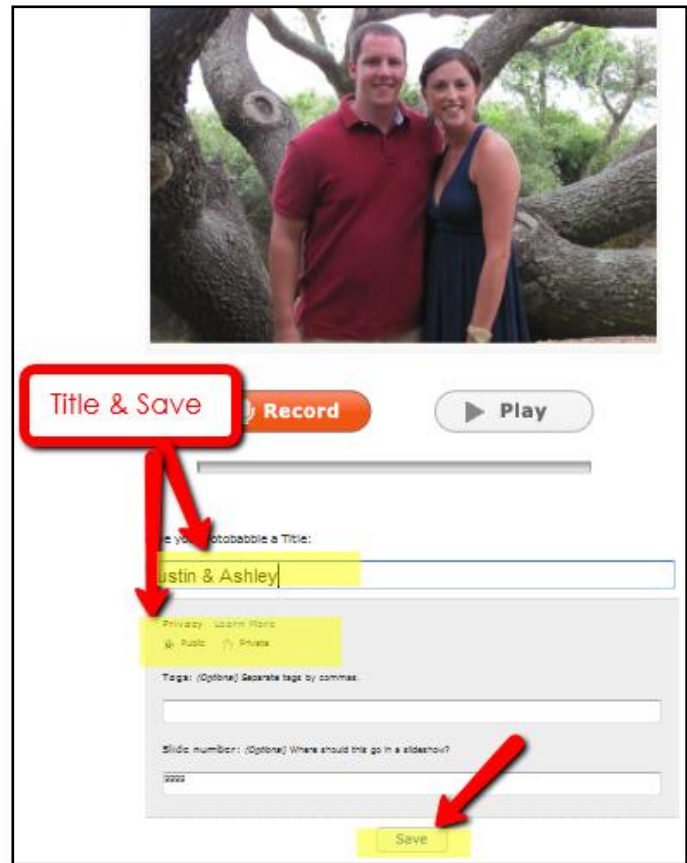 Title & Save
Record
Play
you otobabble a Title:
ustin & Ashley
Privacy Learn More
Public Private
Tags: (Optional) Separate tags by commas.
Slide number: (Optional) Where should this go in a slideshow?
9999
Save